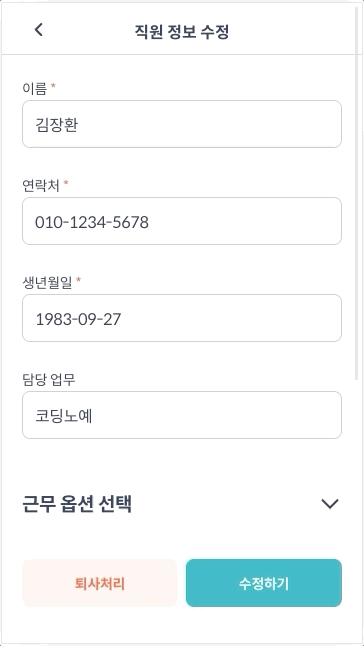 직원 정보 수정
이름 *
김장환
연락처 *
010-1234-5678
생년월일 *
1983-09-27
담당 업무
코딩노예
근무 옵션 선택
퇴사처리
수정하기